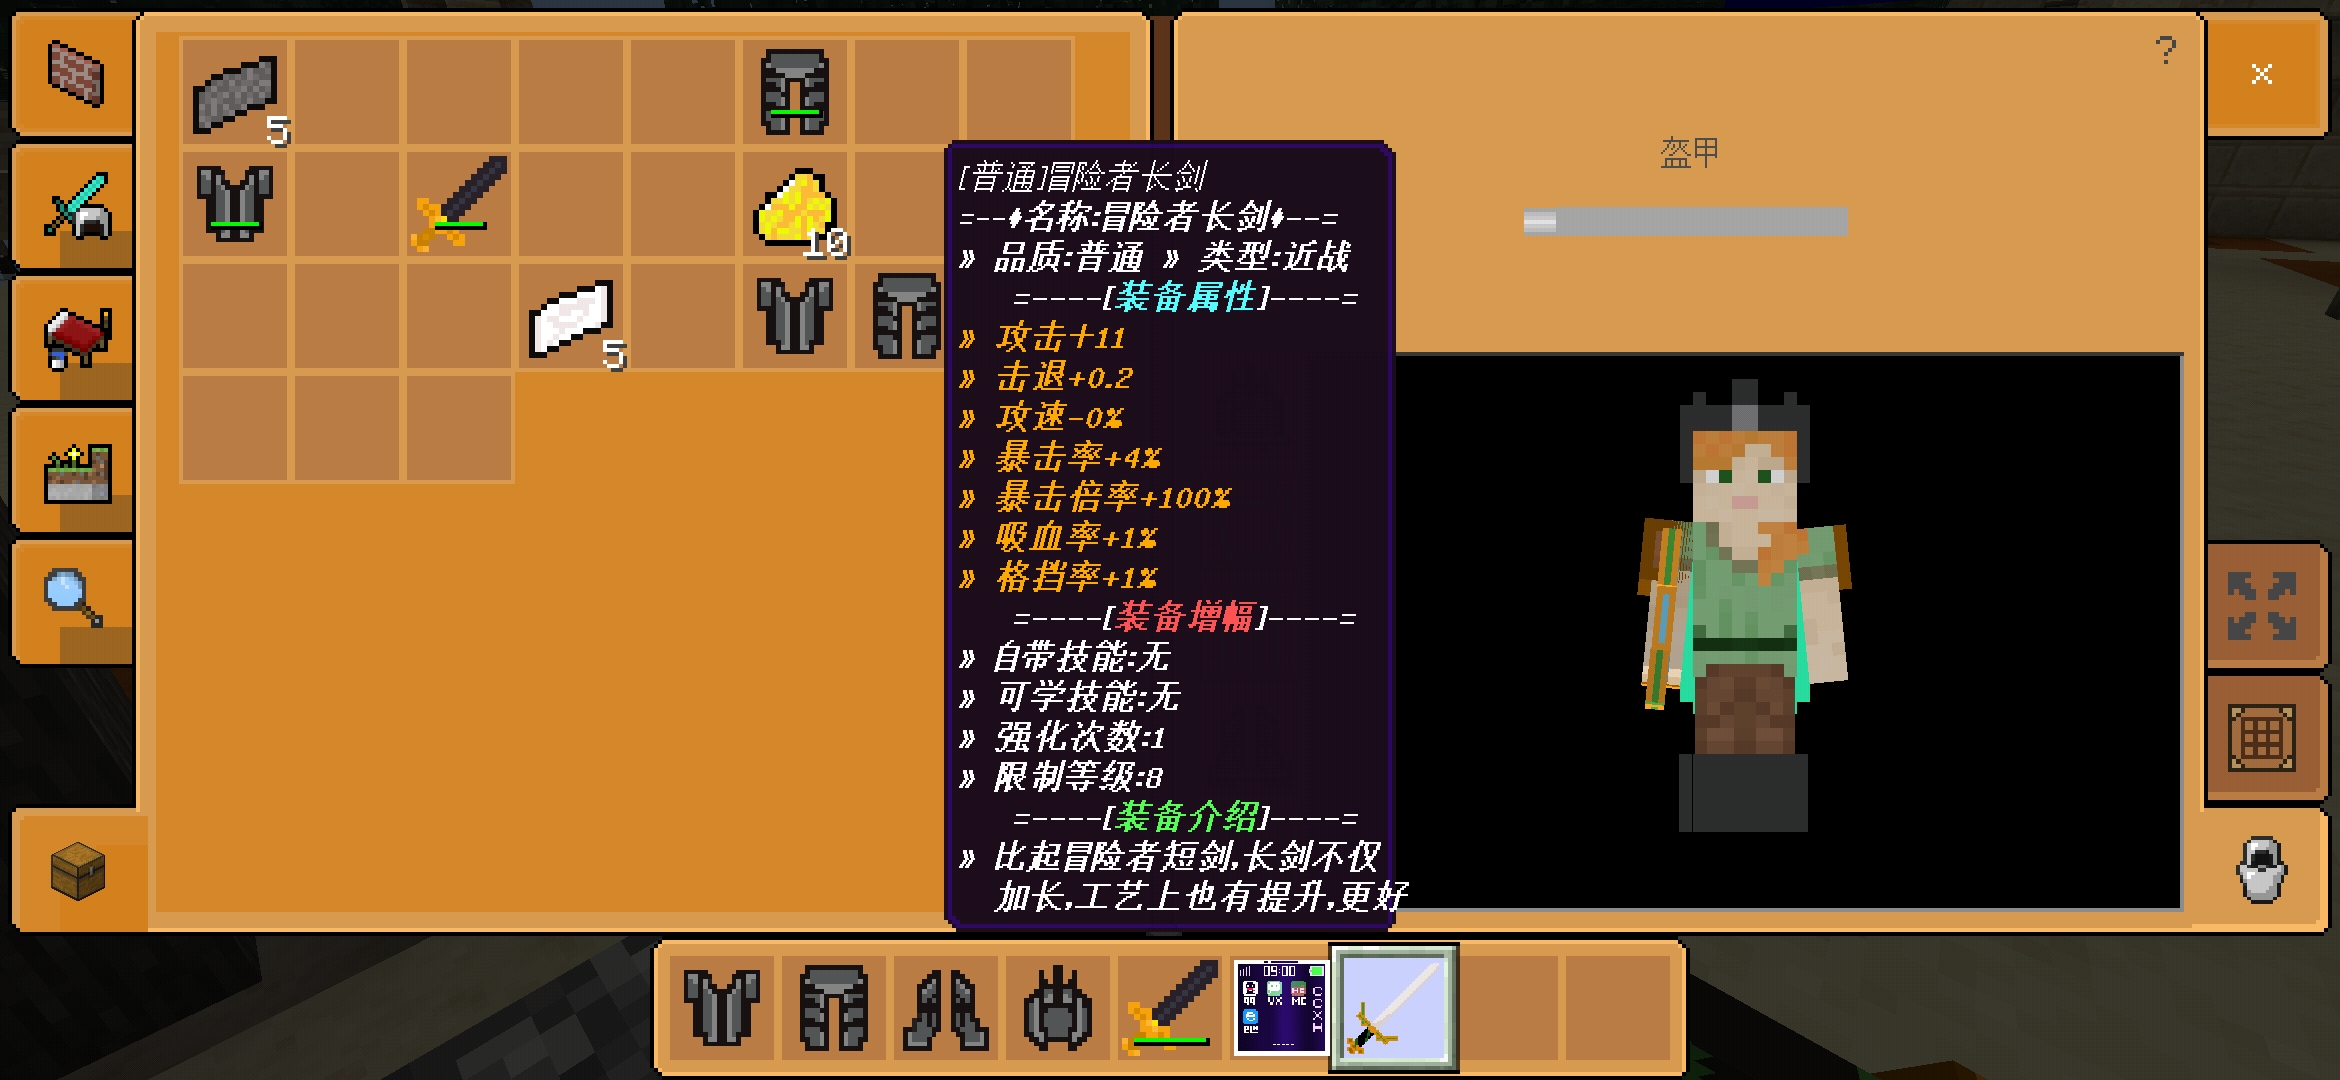 5
10
5
?
盔甲
[普通]冒险者长剑
=--♦名称:冒险者长剑♦--=
» 品质:普通 » 类型:近战
=----[装备属性]----=
» 攻击+11
» 击退+0.2
» 攻速-0%
» 暴击率+4%
» 暴击倍率+100%
» 吸血率+1%
» 格挡率+1%
=----[装备增幅]----=
» 自带技能:无
» 可学技能:无
» 强化次数:1
» 限制等级:8
=----[装备介绍]----=
» 比起冒险者短剑,长剑不仅
加长,工艺上也有提升,更好
09:00
QQ VX MC